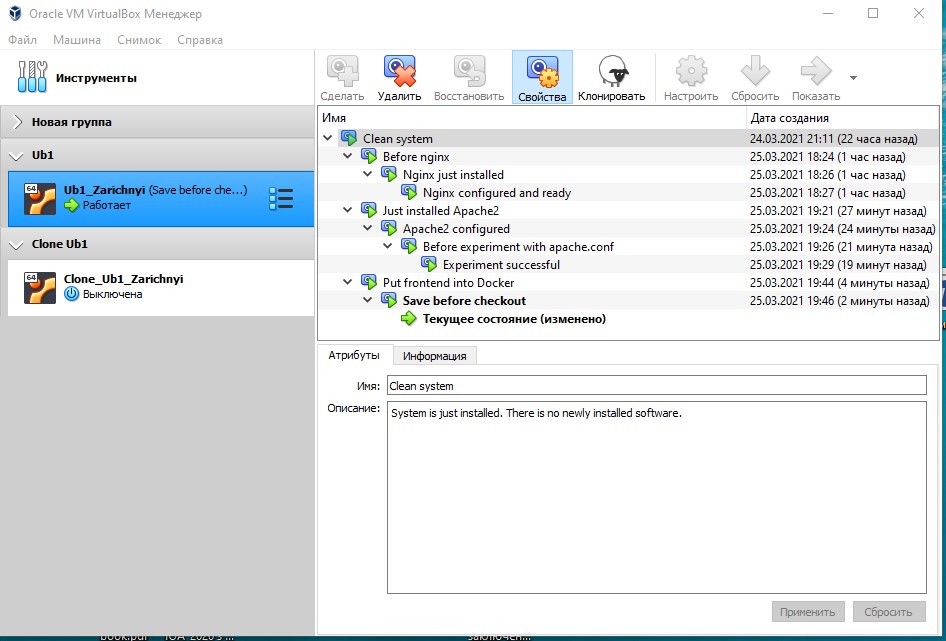 Oracle VM VirtualBox Менеджер
Файл Машина Снимок Справка
Инструменты
Новая группа
Ub1
64
Ub1_Zarichnyi (Save before che...)
Работает
Clone Ub1
64
Clone_Ub1_Zarichnyi
Выключена
Сделать Удалить Восстановить Свойства Клонировать Настроить Сбросить Показать
Имя Дата создания
Clean system 24.03.2021 21:11 (22 часа назад)
Before nginx 25.03.2021 18:24 (1 час назад)
Nginx just installed 25.03.2021 18:26 (1 час назад)
Nginx configured and ready 25.03.2021 18:27 (1 час назад)
Just installed Apache2 25.03.2021 19:21 (27 минут назад)
Apache2 configured 25.03.2021 19:24 (24 минуты назад)
Before experiment with apache.conf 25.03.2021 19:26 (21 минута назад)
Experiment successful 25.03.2021 19:29 (19 минут назад)
Put frontend into Docker 25.03.2021 19:44 (4 минуты назад)
Save before checkout 25.03.2021 19:46 (2 минуты назад)
Текущее состояние (изменено)
Атрибуты Информация
Имя: Clean system
Описание: System is just installed. There is no newly installed software.
Применить Сбросить